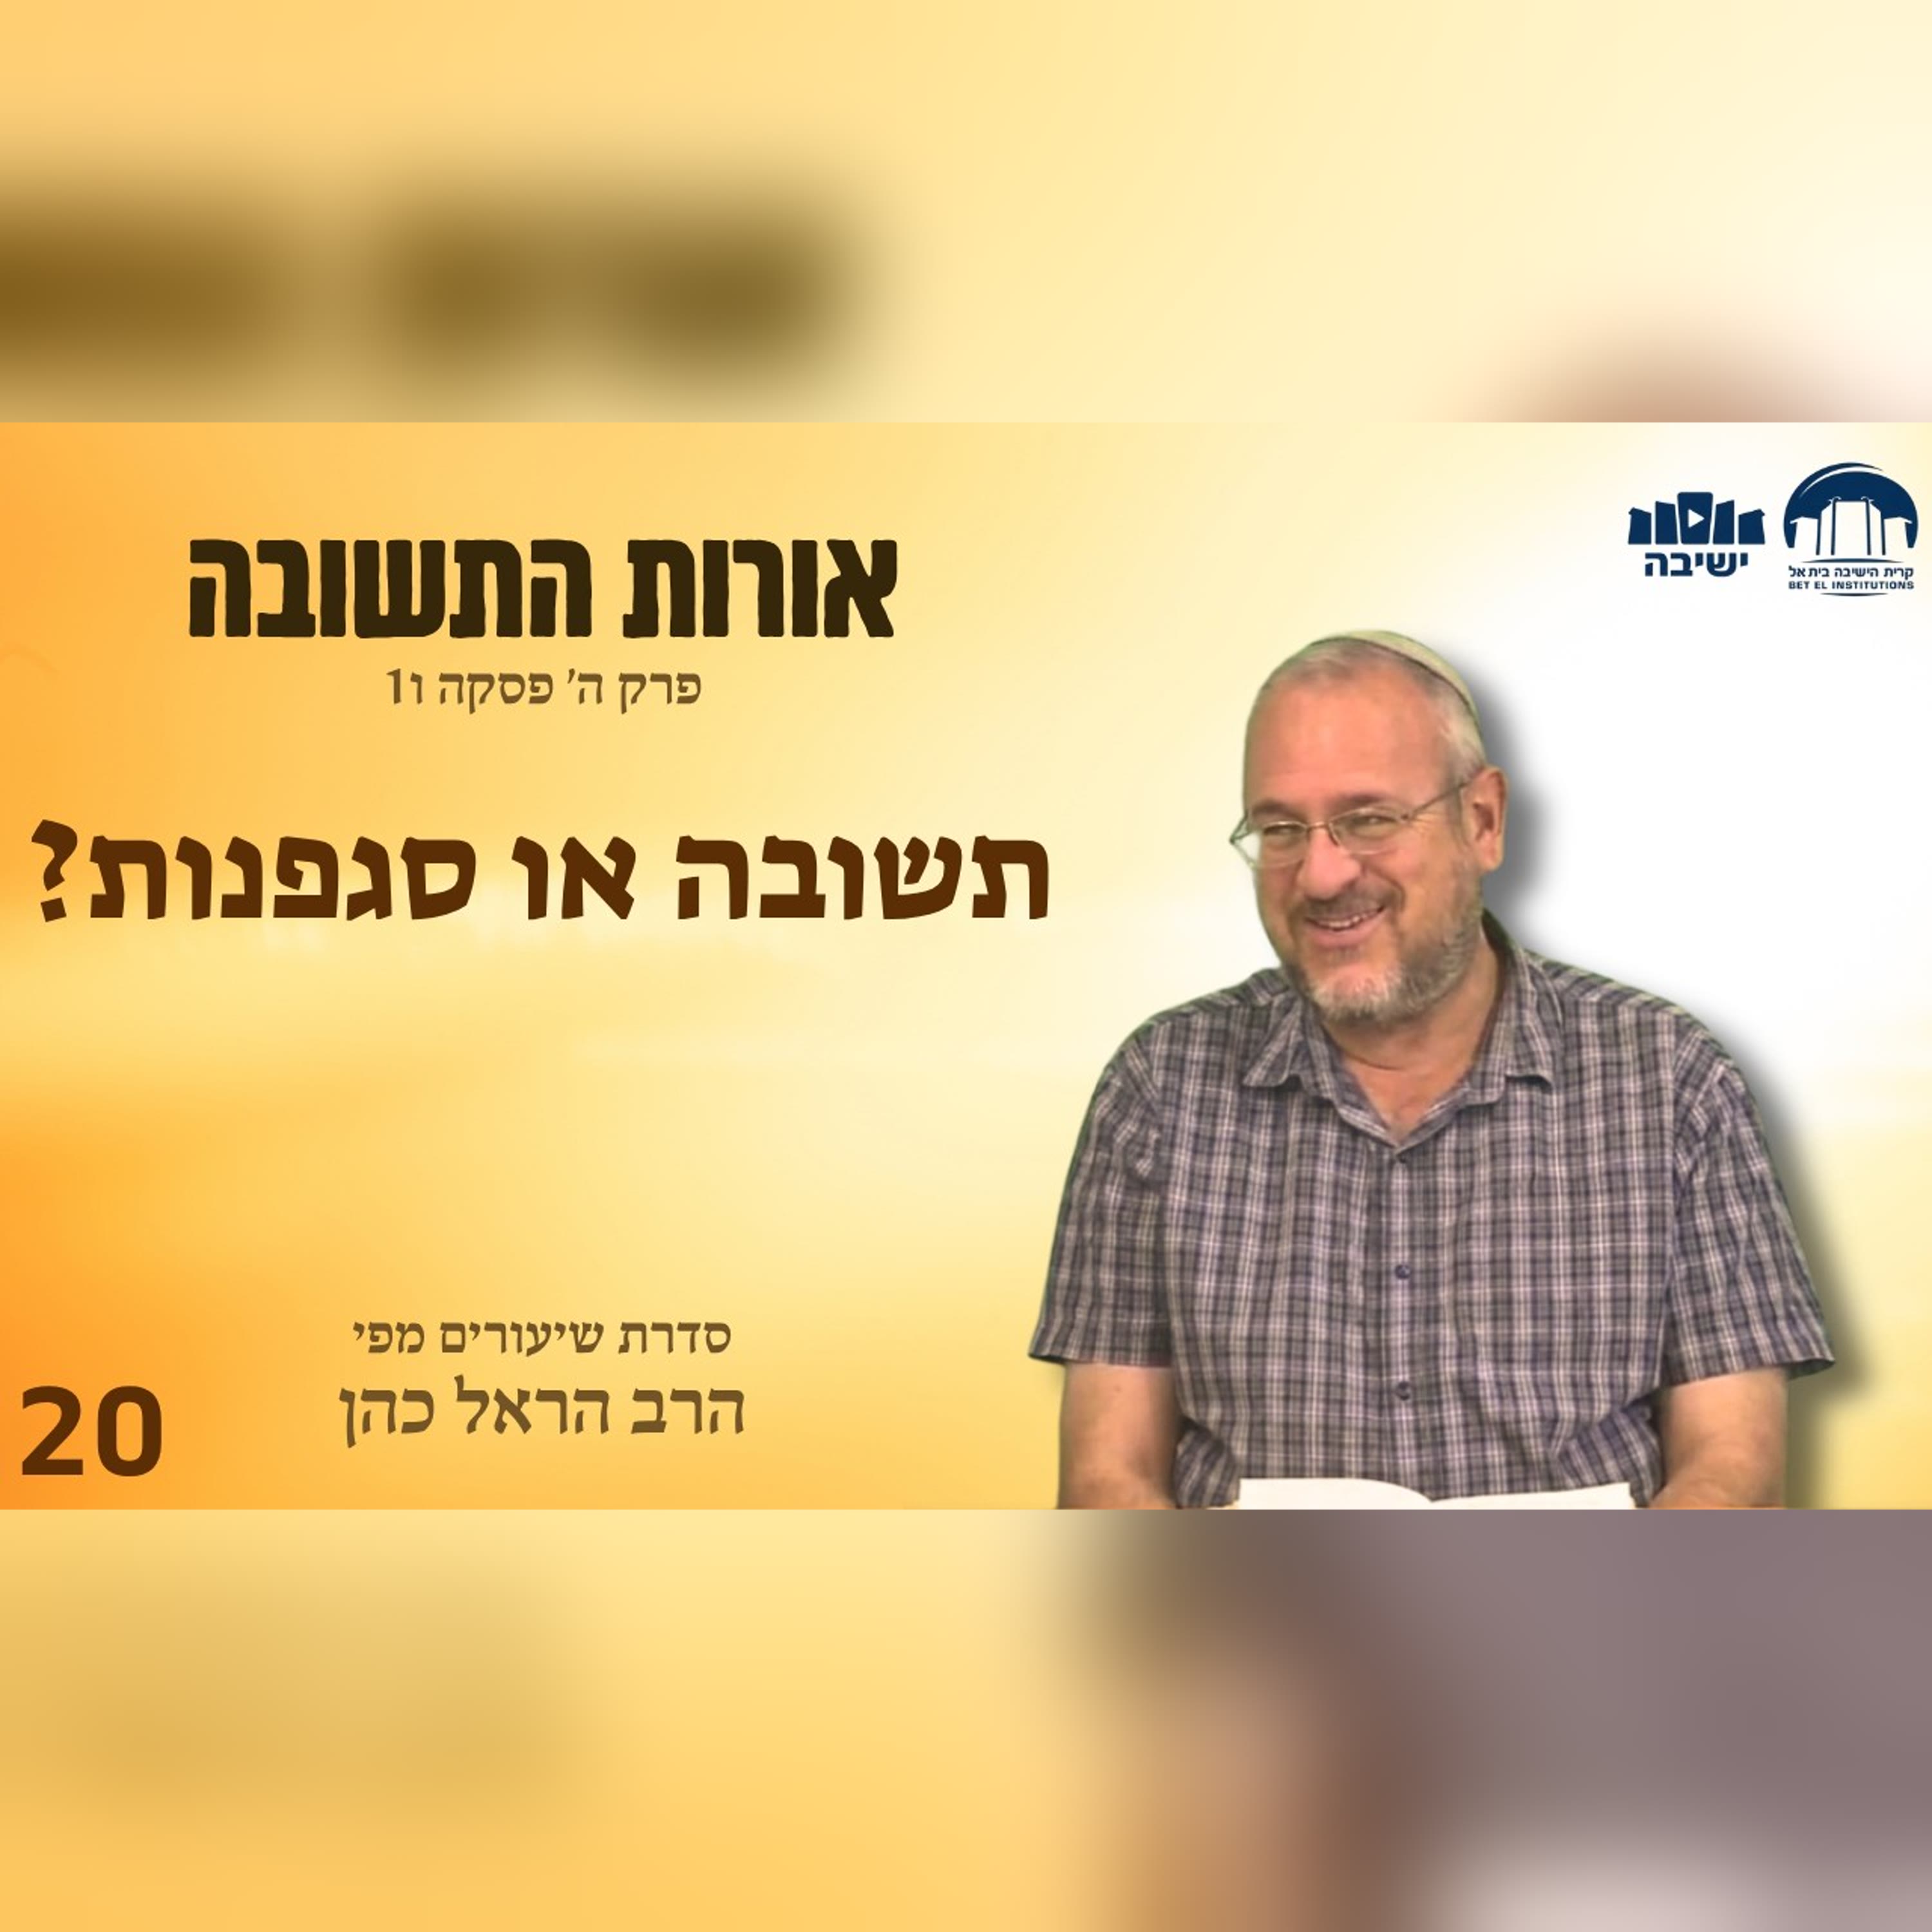 אורות התשובה
פרק ה' פסקה ו1
תשובה או סגפנות?
סדרת שיעורים מפי
הרב הראל כהן
20
ישיבה
קרית הישיבה בית אל
BET EL INSTITUTIONS